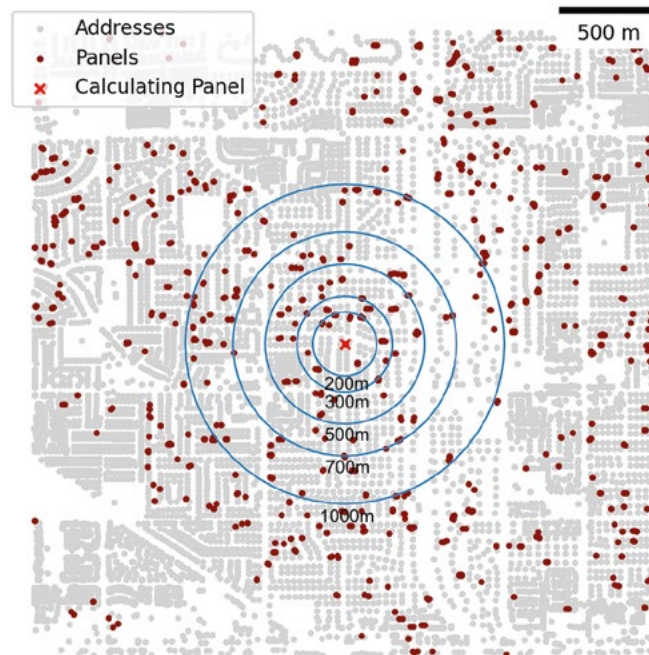 Addresses
Panels
Calculating Panel
500 m
200m
300m
500m
700m
1000m